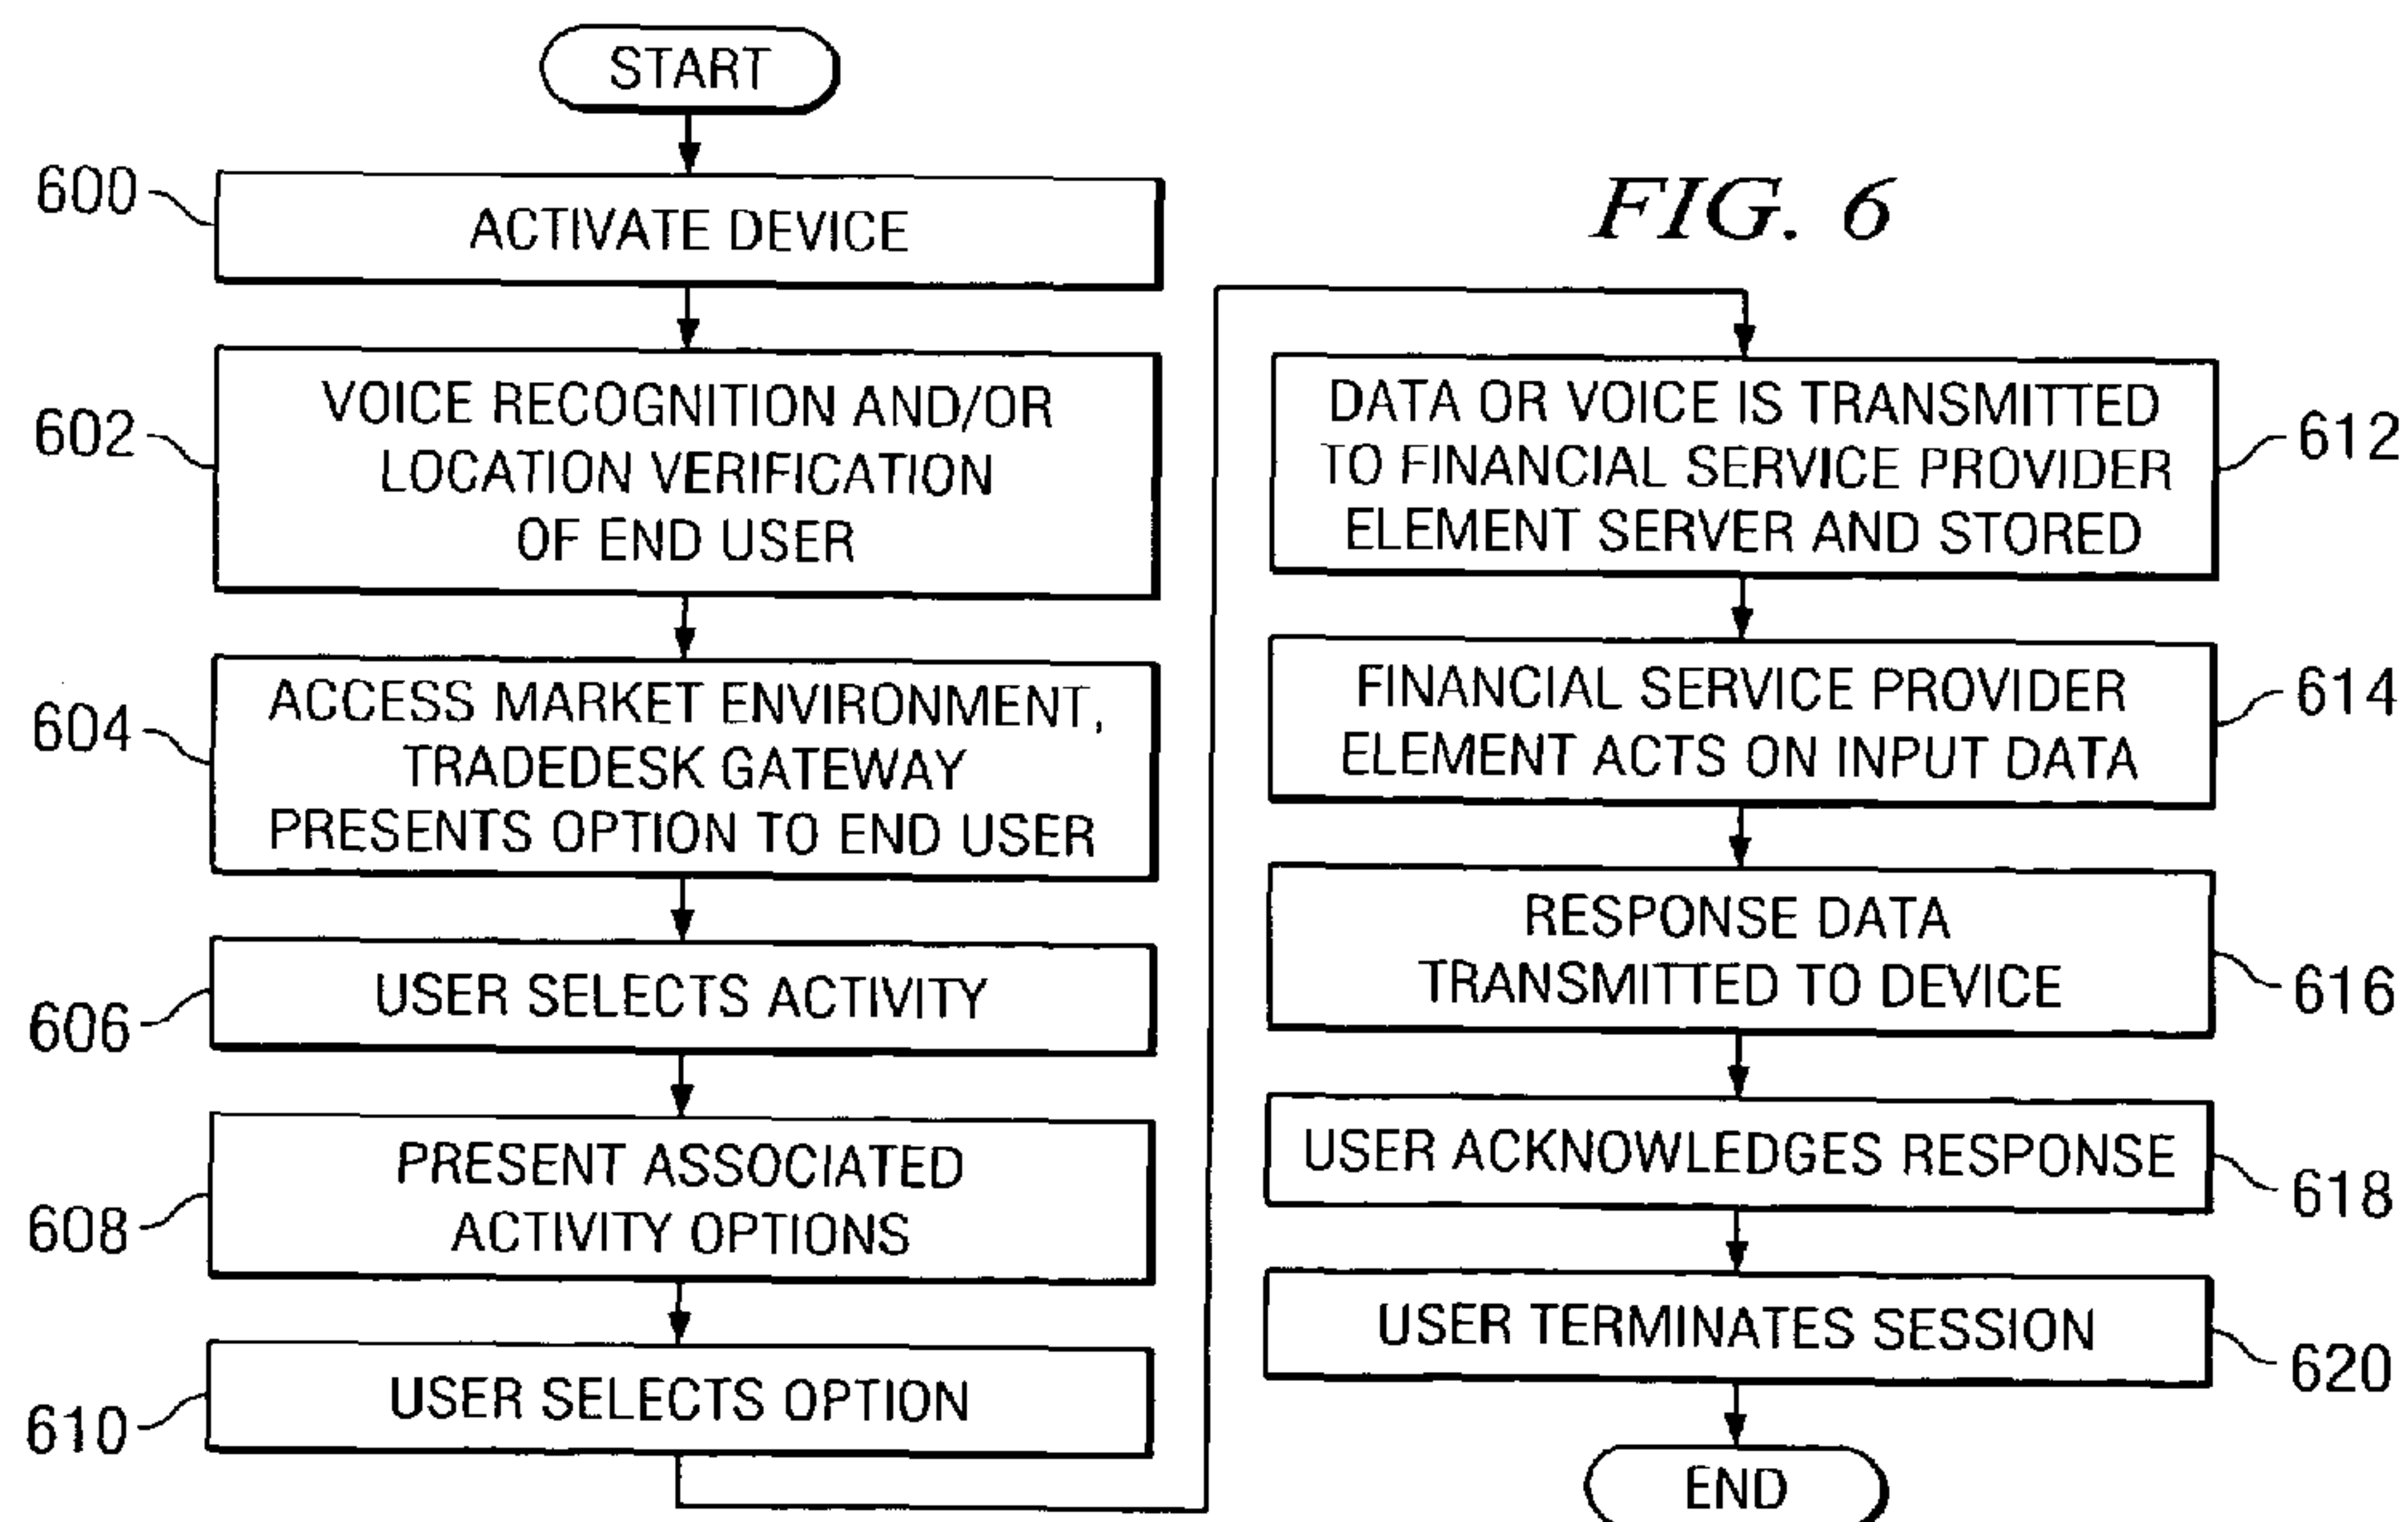 START
600
ACTIVATE DEVICE
602
VOICE RECOGNITION AND/OR
LOCATION VERIFICATION
OF END USER
604
ACCESS MARKET ENVIRONMENT,
TRADEDESK GATEWAY
PRESENTS OPTION TO END USER
606
USER SELECTS ACTIVITY
608
PRESENT ASSOCIATED
ACTIVITY OPTIONS
610
USER SELECTS OPTION
FIG. 6
DATA OR VOICE IS TRANSMITTED
TO FINANCIAL SERVICE PROVIDER
ELEMENT SERVER AND STORED
612
FINANCIAL SERVICE PROVIDER
ELEMENT ACTS ON INPUT DATA
614
RESPONSE DATA
TRANSMITTED TO DEVICE
616
USER ACKNOWLEDGES RESPONSE
618
USER TERMINATES SESSION
620
END